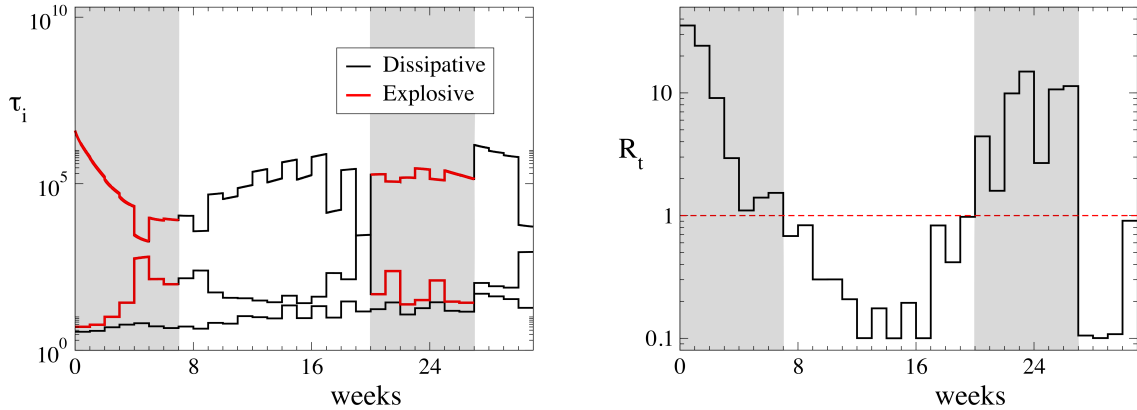 10^10
τ_i
10^5
10^0
Dissipative
Explosive
0
8
16
24
weeks
R_t
10
1
0.1
0
8
16
24
weeks